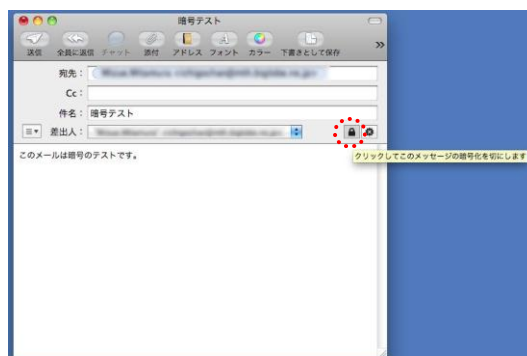 暗号テスト
送信 全員に返信 チャット 添付 アドレス フォント カラー 下書きとして保存 »
宛先：
Cc：
件名：暗号テスト
差出人：
クリックしてこのメッセージの暗号化を切にします
このメールは暗号のテストです。